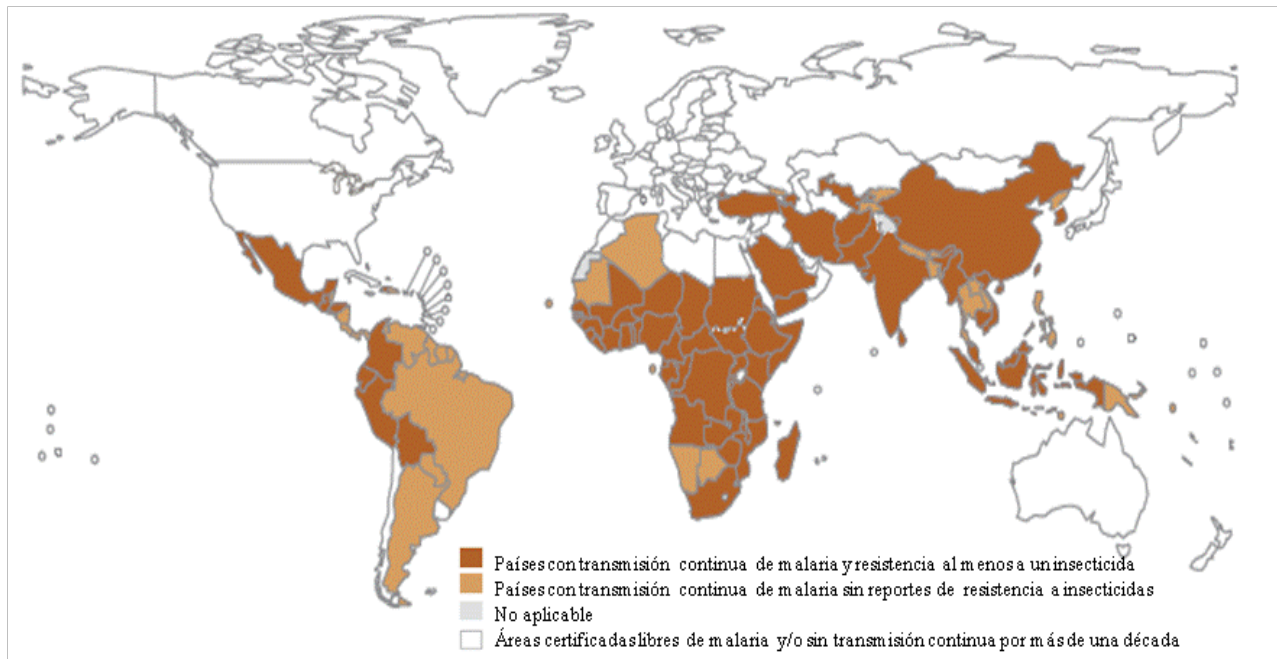 Países con transmisión continua de malaria y resistencia al menos a un insecticida
Países con transmisión continua de malaria sin reportes de resistencia a insecticidas
No aplicable
Áreas certificadas libres de malaria y/o sin transmisión continua por más de una década